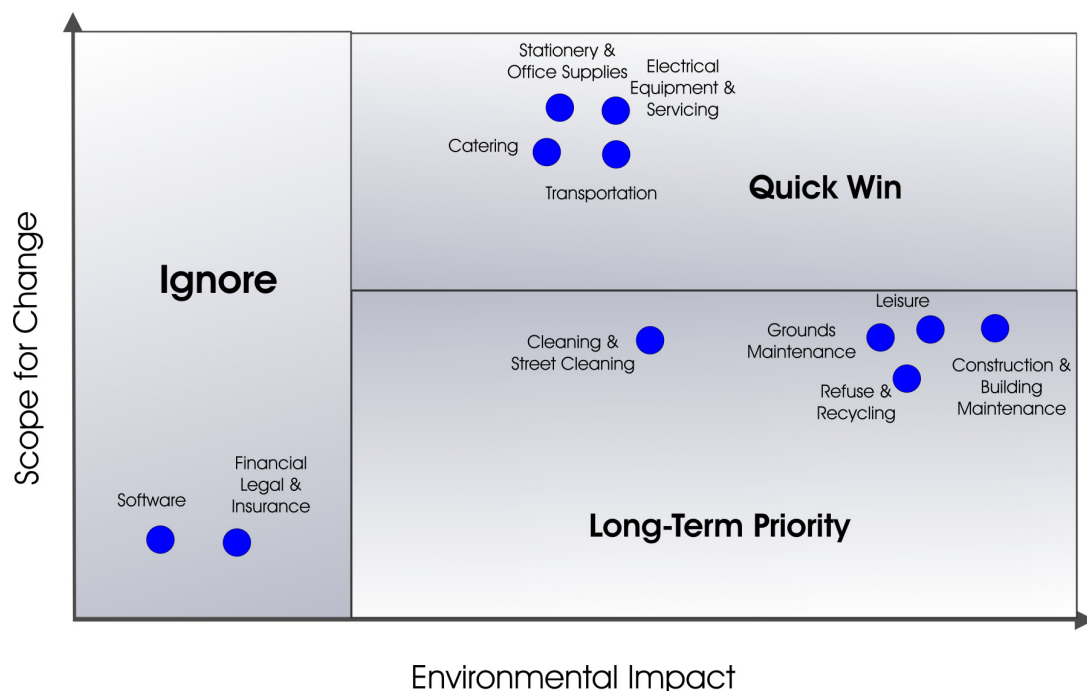 Stationery &
Office Supplies
Electrical
Equipment &
Servicing
Catering
Transportation
Quick Win
Ignore
Scope for Change
Leisure
Grounds
Maintenance
Cleaning &
Street Cleaning
Construction &
Building
Maintenance
Refuse &
Recycling
Financial
Legal &
Insurance
Software
Long-Term Priority
Environmental Impact